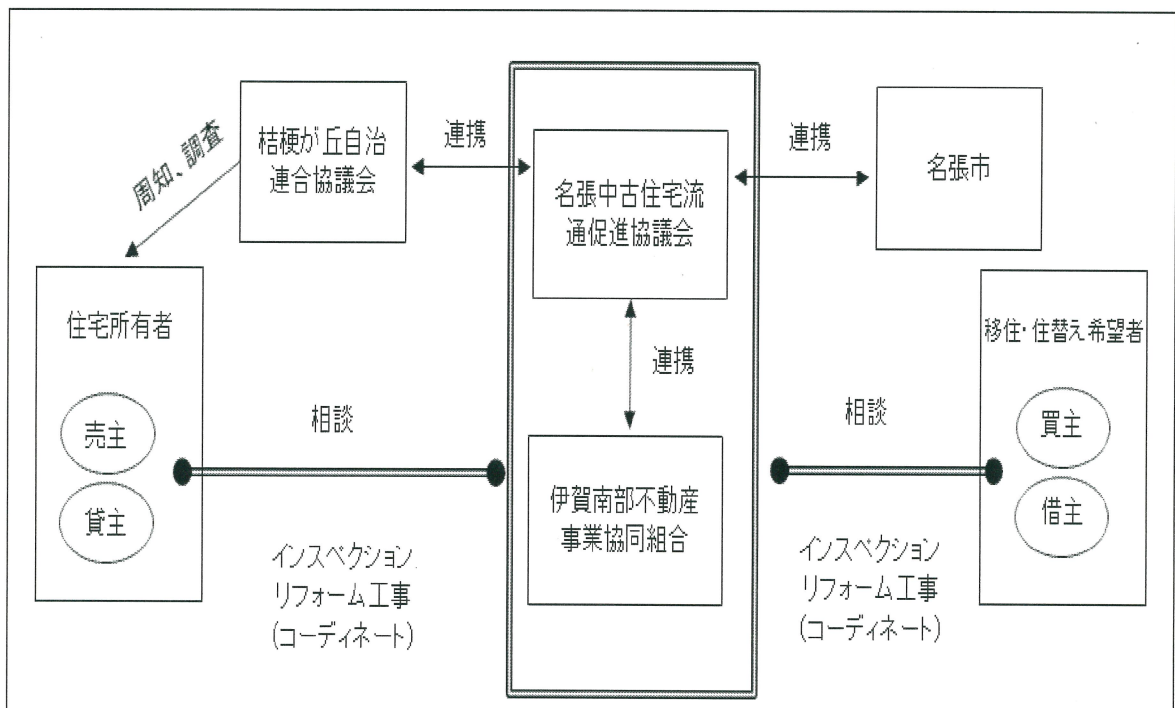 桔梗が丘自治
連合協議会
連携
名張中古住宅流
通促進協議会
連携
名張市
周知、調査
住宅所有者
売主
貸主
相談
インスペクション
リフォーム工事
(コーディネート)
連携
伊賀南部不動産
事業協同組合
相談
インスペクション
リフォーム工事
(コーディネート)
移住・住替え希望者
買主
借主